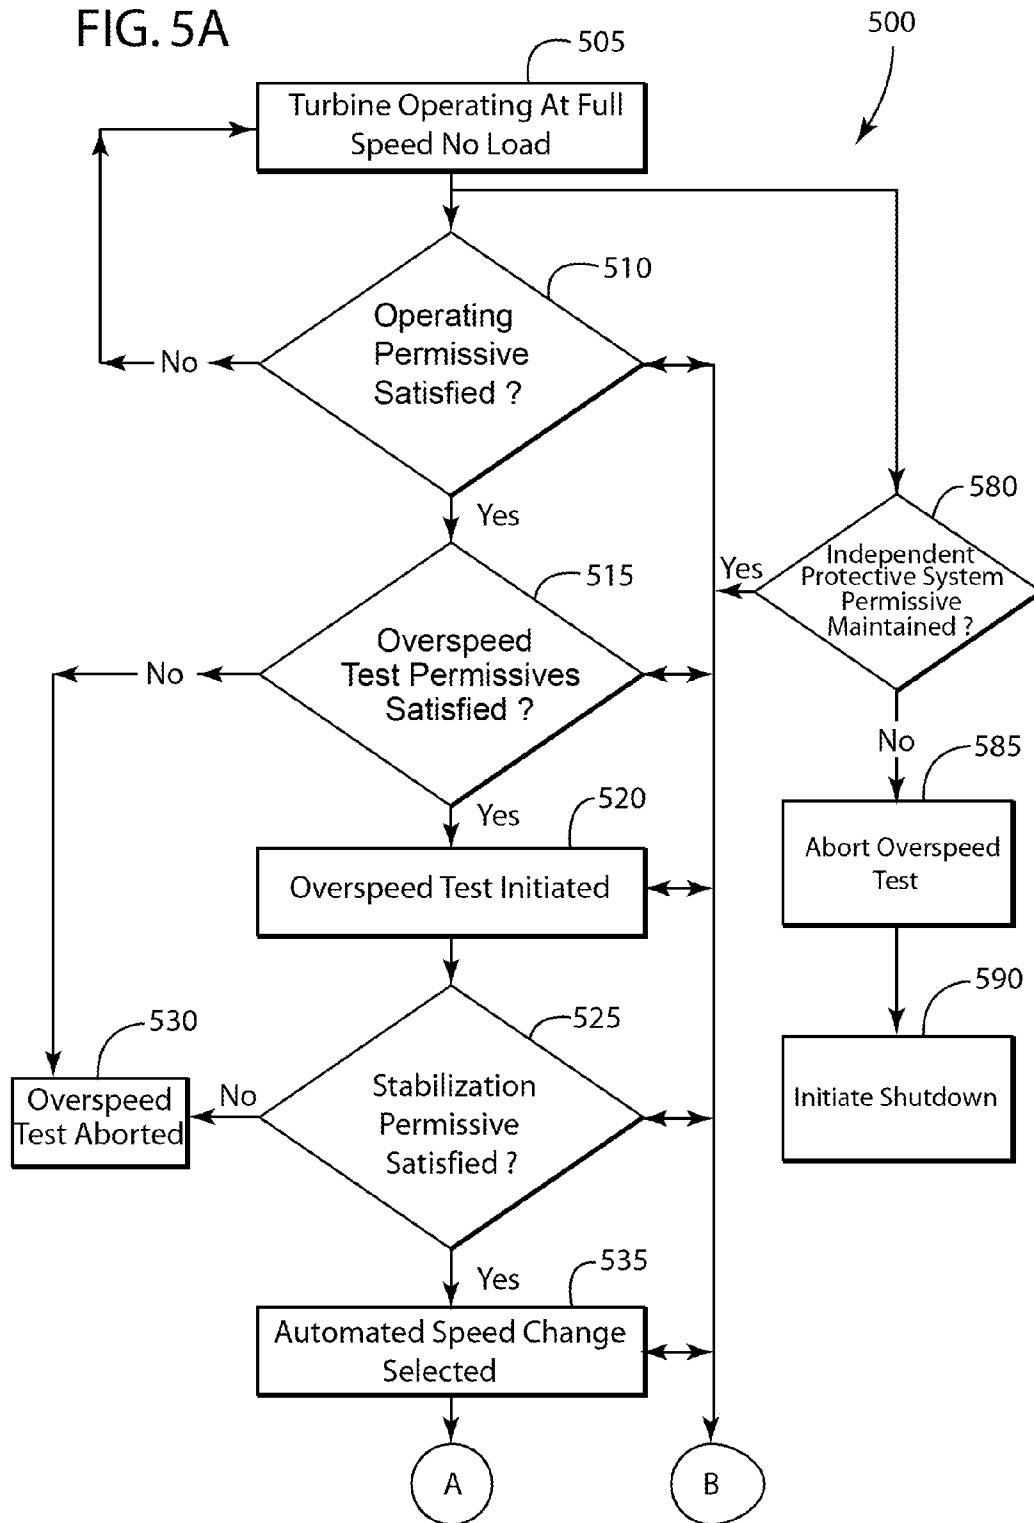 FIG. 5A
500
505
Turbine Operating At Full
Speed No Load
510
Operating
Permissive
Satisfied ?
No
Yes
580
Independent
Protective System
Permissive
Maintained ?
Yes
No
515
Overspeed
Test Permissives
Satisfied ?
No
Yes
585
Abort Overspeed
Test
520
Overspeed Test Initiated
590
Initiate Shutdown
525
Stabilization
Permissive
Satisfied ?
No
530
Overspeed
Test Aborted
Yes
535
Automated Speed Change
Selected
A
B